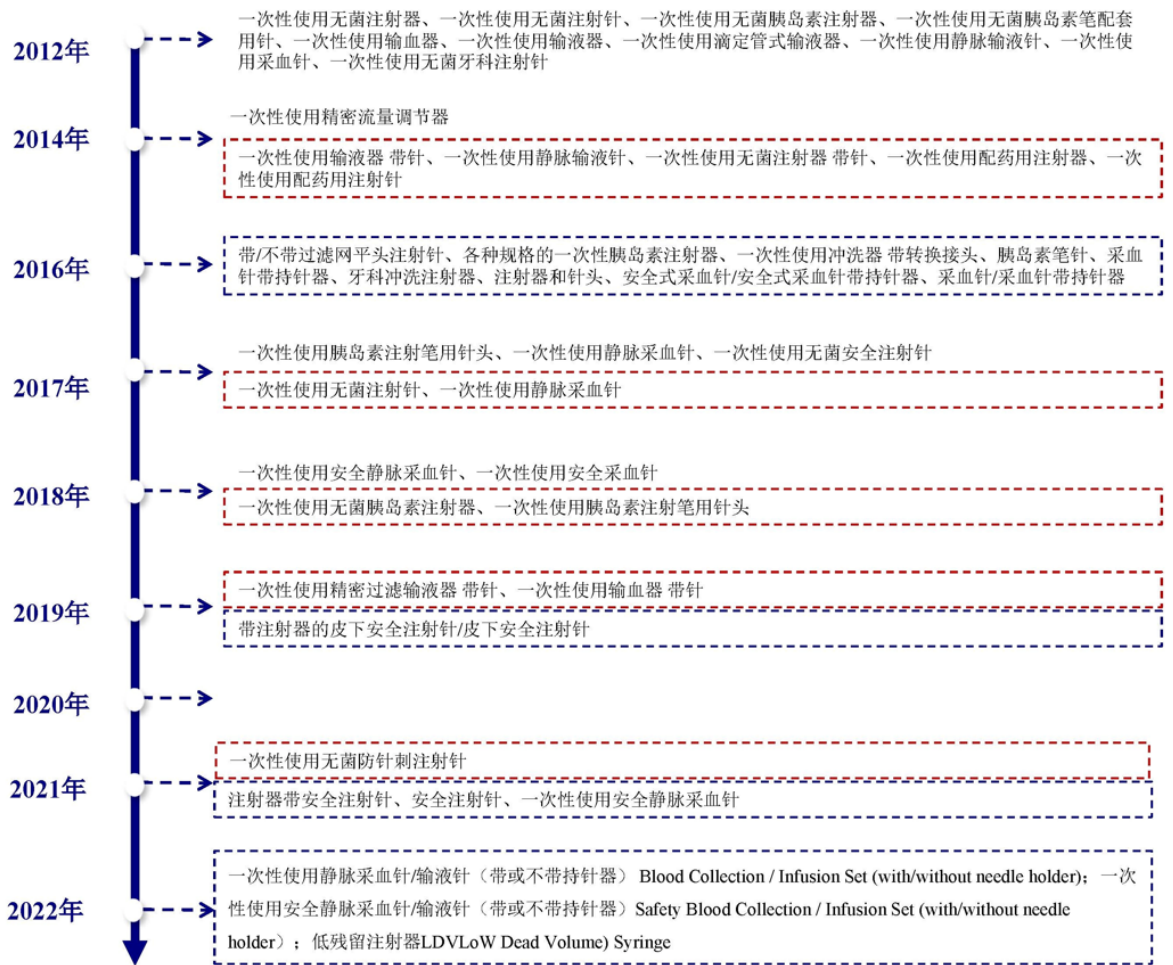 2012年
一次性使用无菌注射器、一次性使用无菌注射针、一次性使用无菌胰岛素注射器、一次性使用无菌胰岛素笔配套
用针、一次性使用输血器、一次性使用输液器、一次性使用滴定管式输液器、一次性使用静脉输液针、一次性使
用采血针、一次性使用无菌牙科注射针
2014年
一次性使用精密流量调节器
一次性使用输液器 带针、一次性使用静脉输液针、一次性使用无菌注射器 带针、一次性使用配药用注射器、一次
性使用配药用注射针
2016年
带/不带过滤网平头注射针、各种规格的一次性胰岛素注射器、一次性使用冲洗器 带转换接头、胰岛素笔针、采血
针带持针器、牙科冲洗注射器、注射器和针头、安全式采血针/安全式采血针带持针器、采血针/采血针带持针器
2017年
一次性使用胰岛素注射笔用针头、一次性使用静脉采血针、一次性使用无菌安全注射针
一次性使用无菌注射针、一次性使用静脉采血针
2018年
一次性使用安全静脉采血针、一次性使用安全采血针
一次性使用无菌胰岛素注射器、一次性使用胰岛素注射笔用针头
2019年
一次性使用精密过滤输液器 带针、一次性使用输血器 带针
带注射器的皮下安全注射针/皮下安全注射针
2020年
2021年
一次性使用无菌防针刺注射针
注射器带安全注射针、安全注射针、一次性使用安全静脉采血针
2022年
一次性使用静脉采血针/输液针（带或不带持针器） Blood Collection / Infusion Set (with/without needle holder)；一次
性使用安全静脉采血针/输液针（带或不带持针器）Safety Blood Collection / Infusion Set (with/without needle
holder）；低残留注射器LDVLoW Dead Volume) Syringe